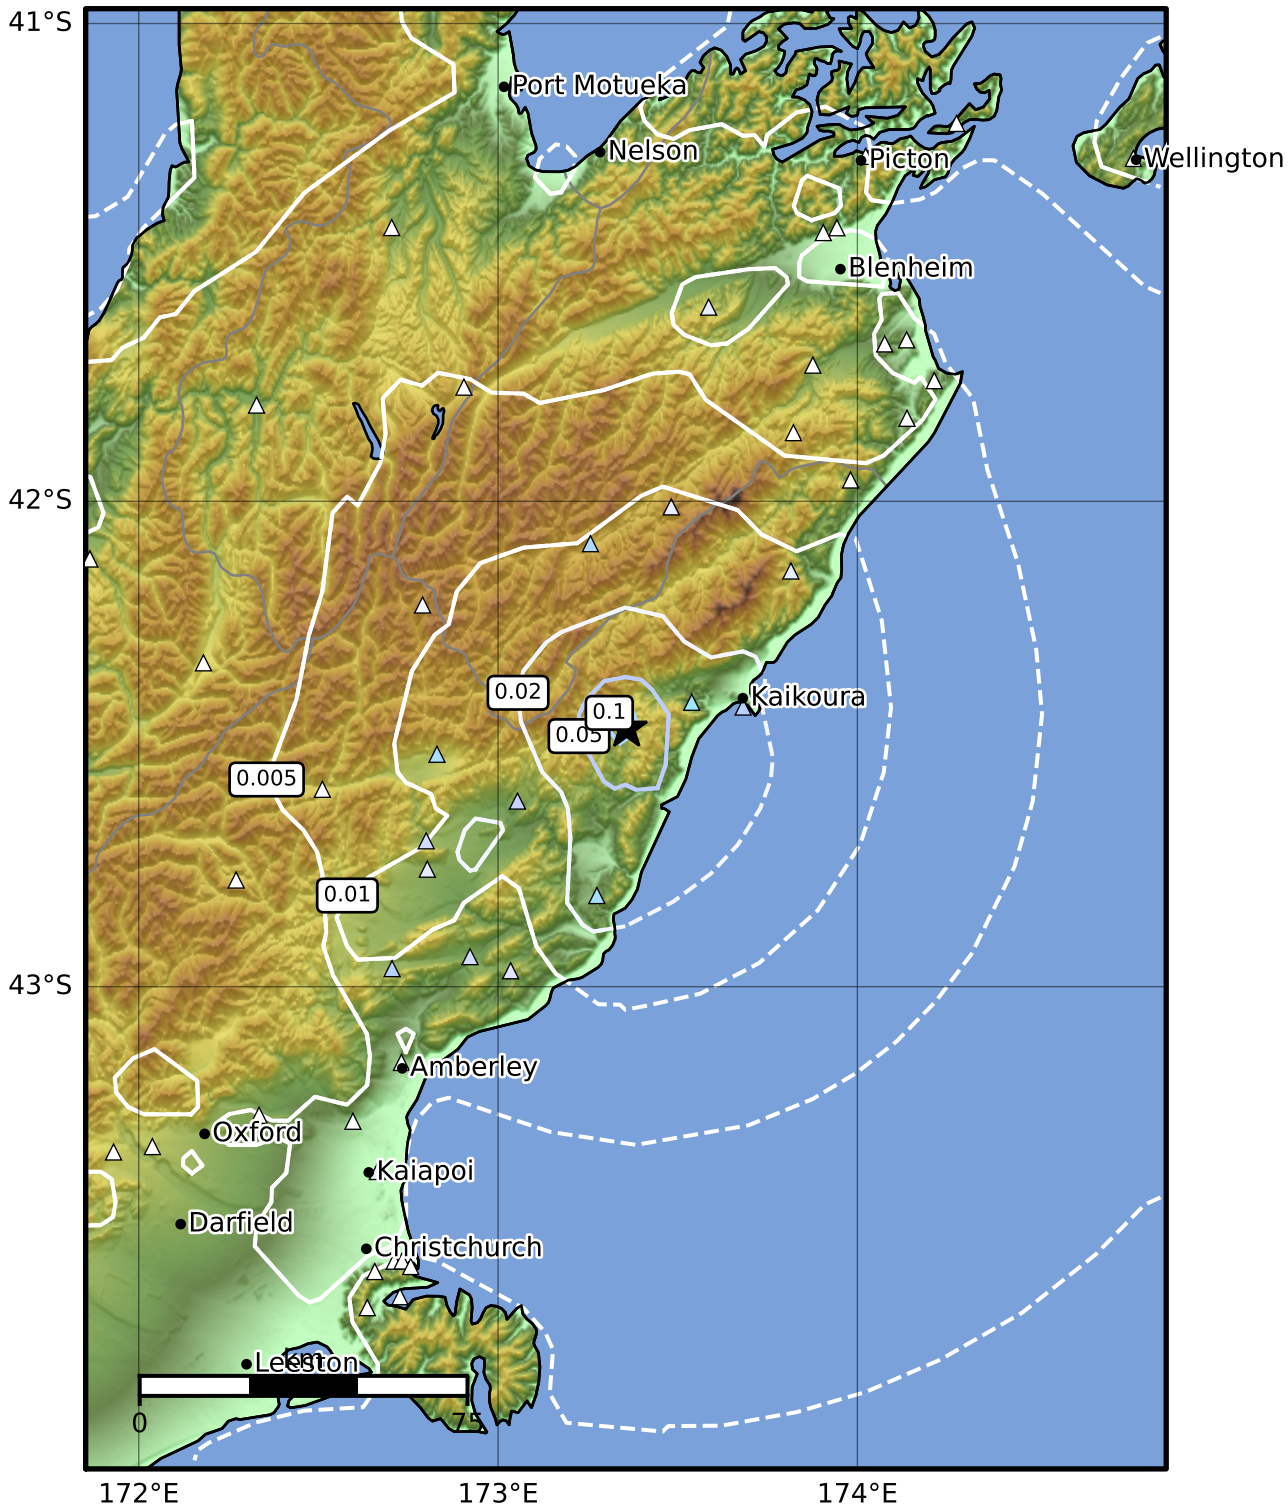 41°S
Port Motueka
Nelson
Picton
Wellington
Blenheim
42°S
0.02
Kaikoura
0.1
0.05
0.005
0.01
43°S
Amberley
Oxford
Kaiapoi
Darfield
Christchurch
Leeston
km
0
75
172°E
173°E
174°E